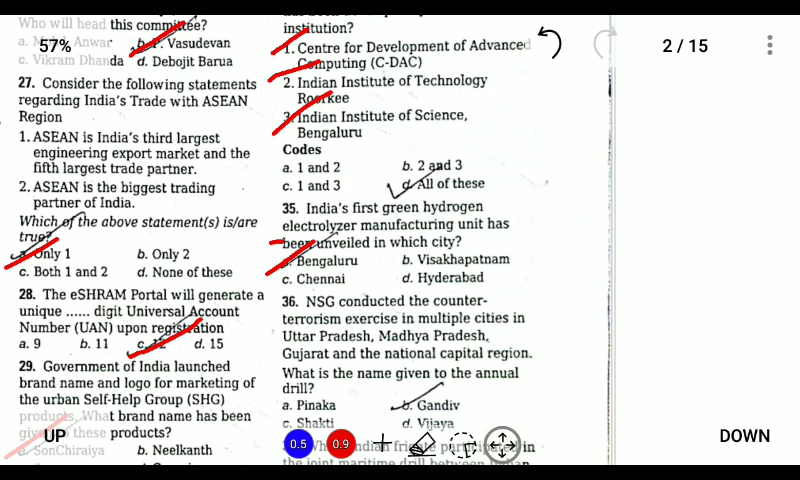 Who will head this committee?
b. P. Vasudevan
c. Vikram Dhanda d. Debojit Barua
27. Consider the following statements
regarding India's Trade with ASEAN
Region
1. ASEAN is India's third largest
engineering export market and the
fifth largest trade partner.
2. ASEAN is the biggest trading
partner of India.
Which of the above statement(s) is/are
true?
a. Only 1 b. Only 2
c. Both 1 and 2 d. None of these
28. The eSHRAM Portal will generate a
unique ...... digit Universal Account
Number (UAN) upon registration
a. 9 b. 11 c. 12 d. 15
29. Government of India launched
brand name and logo for marketing of
the urban Self-Help Group (SHG)
products. What brand name has been
given to these products?
a. SonChiraiya b. Neelkanth
institution?
1. Centre for Development of Advanced
Computing (C-DAC)
2. Indian Institute of Technology
Roorkee
3. Indian Institute of Science,
Bengaluru
Codes
a. 1 and 2 b. 2 and 3
c. 1 and 3 d. All of these
35. India's first green hydrogen
electrolyzer manufacturing unit has
been unveiled in which city?
a. Bengaluru b. Visakhapatnam
c. Chennai d. Hyderabad
36. NSG conducted the counter-
terrorism exercise in multiple cities in
Uttar Pradesh, Madhya Pradesh,
Gujarat and the national capital region.
What is the name given to the annual
drill?
a. Pinaka b. Gandiv
c. Shakti d. Vijaya
57%
2 / 15
UP
0.5 0.9
DOWN